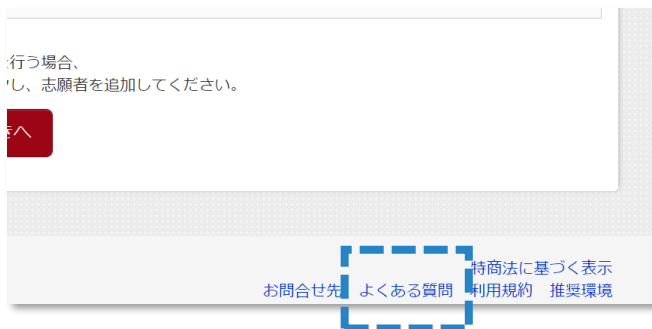 行う場合、
し、志願者を追加してください。
きへ
特商法に基づく表示
お問合せ先 よくある質問 利用規約 推奨環境